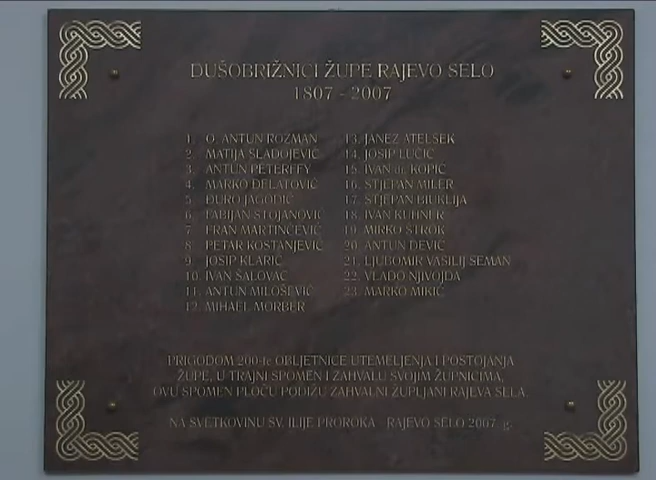 DUŠOBRIŽNICI ŽUPE RAJEVO SELO
1807 - 2007
1. O. ANTUN ROZMAN
2. MATIJA SLADOJEVIĆ
3. ANTUN PETERFFY
4. MARKO DELATOVIĆ
5. ĐURO JAGODIĆ
6. FABIJAN STOJANOVIĆ
7. FRAN MARTINČEVIĆ
8. PETAR KOSTANJEVIĆ
9. JOSIP KLARIĆ
10. IVAN ŠALOVAC
11. ANTUN MILOŠEVIĆ
12. MIHAEL MORBER
13. JANEZ ATELSEK
14. JOSIP LUČIĆ
15. IVAN KOPIĆ
16. STJEPAN MILER
17. STJEPAN BIUKLIJA
18. IVAN KUHNER
19. MIRKO ŠTROK
20. ANTUN DEVIĆ
21. LJUBOMIR VASILIJ SEMAN
22. VLADO NJIVOJDA
23. MARKO MIKIĆ
PRIGODOM 200-te OBLJETNICE UTEMELJENJA I POSTOJANJA
ŽUPE, U TRAJNI SPOMEN I ZAHVALU SVOJIM ŽUPNICIMA,
OVU SPOMEN PLOČU PODIŽU ZAHVALNI ŽUPLJANI RAJEVA SELA.
NA SVETKOVINU SV. ILIJE PROROKA RAJEVO SELO 2007. g.